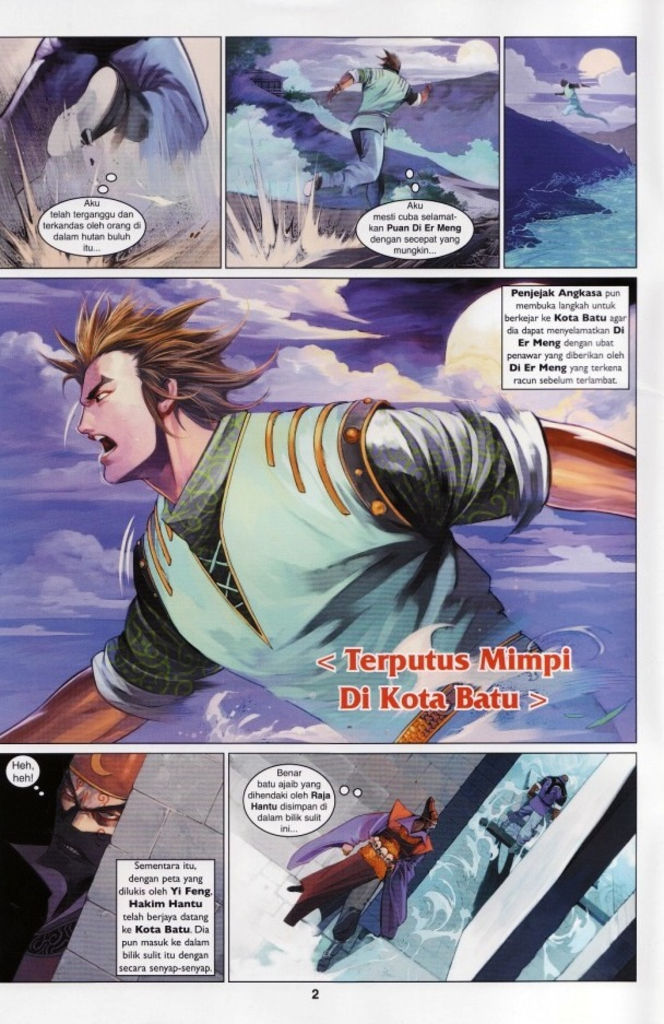 Aku
telah terganggu dan
terkandas oleh orang di
dalam hutan buluh
itu...
Aku
mesti cuba selamat-
kan Puan Di Er Meng
dengan secepat yang
mungkin...
Penjejak Angkasa pun
membuka langkah untuk
berkejar ke Kota Batu agar
dia dapat menyelamatkan Di
Er Meng dengan ubat
penawar yang diberikan oleh
Di Er Meng yang terkena
racun sebelum terlambat.
< Terputus Mimpi
Di Kota Batu >
Heh,
heh!
Sementara itu,
dengan peta yang
dilukis oleh Yi Feng,
Hakim Hantu
telah berjaya datang
ke Kota Batu. Dia
pun masuk ke dalam
bilik sulit itu dengan
secara senyap-senyap.
Benar
batu ajaib yang
dihendaki oleh Raja
Hantu disimpan di
dalam bilik sulit
ini...
2